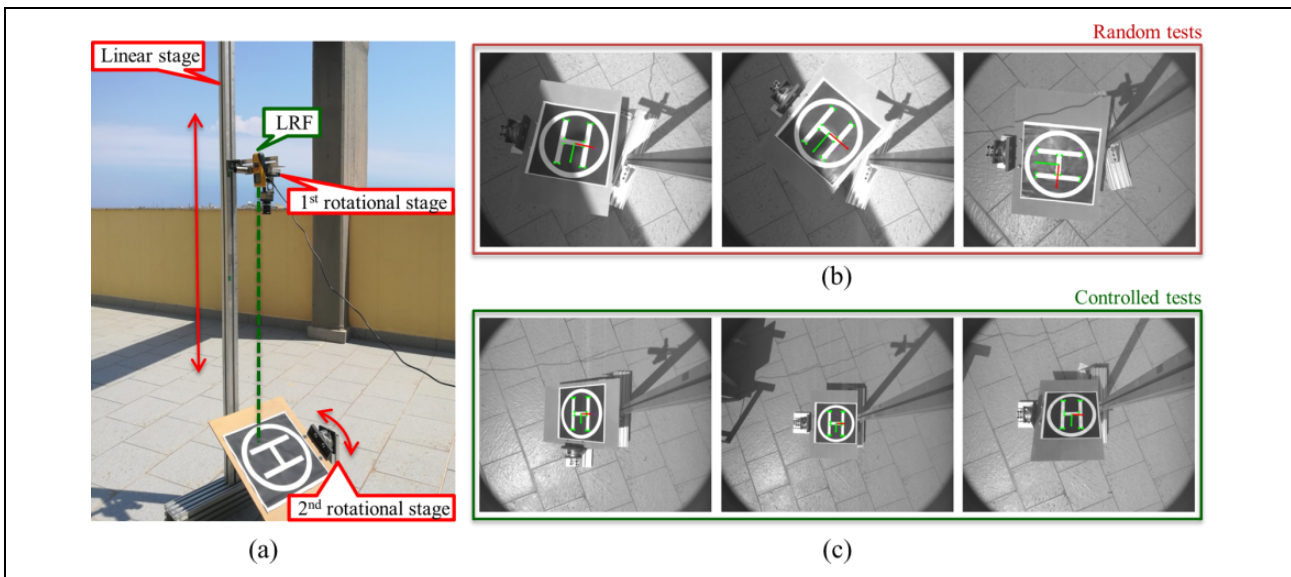 Linear stage
LRF
1st rotational stage
2nd rotational stage
(a)
Random tests
H
H
H
(b)
Controlled tests
H
H
H
(c)
H